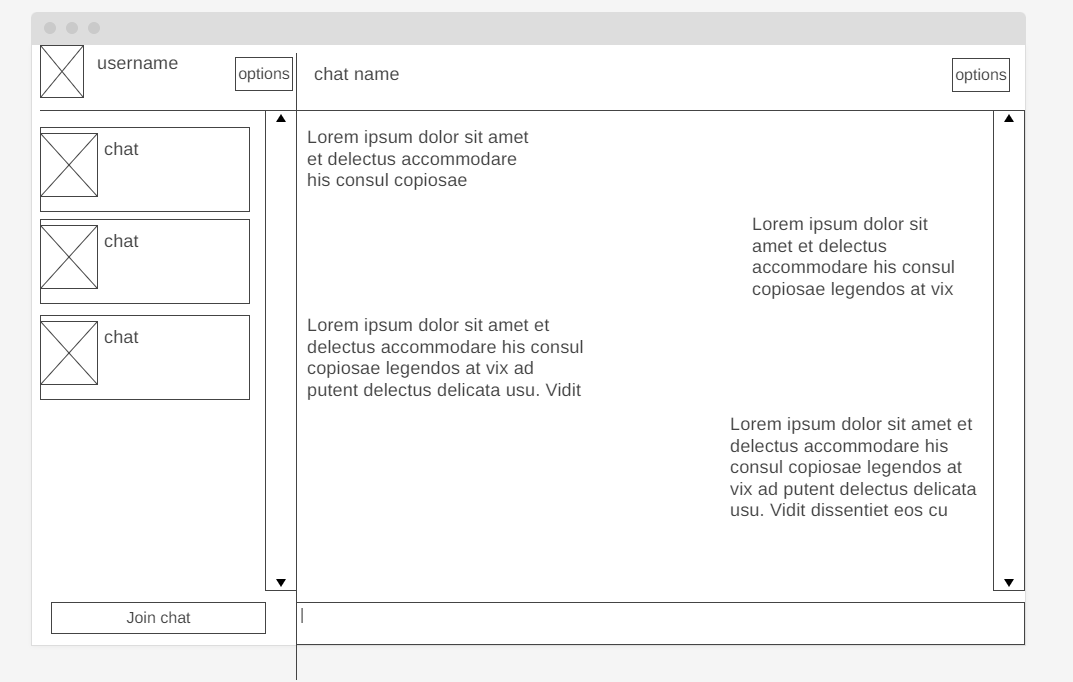 username
options
chat name
options
chat
chat
chat
Join chat
Lorem ipsum dolor sit amet
et delectus accommodare
his consul copiosae
Lorem ipsum dolor sit
amet et delectus
accommodare his consul
copiosae legendos at vix
Lorem ipsum dolor sit amet et
delectus accommodare his consul
copiosae legendos at vix ad
putent delectus delicata usu. Vidit
Lorem ipsum dolor sit amet et
delectus accommodare his
consul copiosae legendos at
vix ad putent delectus delicata
usu. Vidit dissentiet eos cu